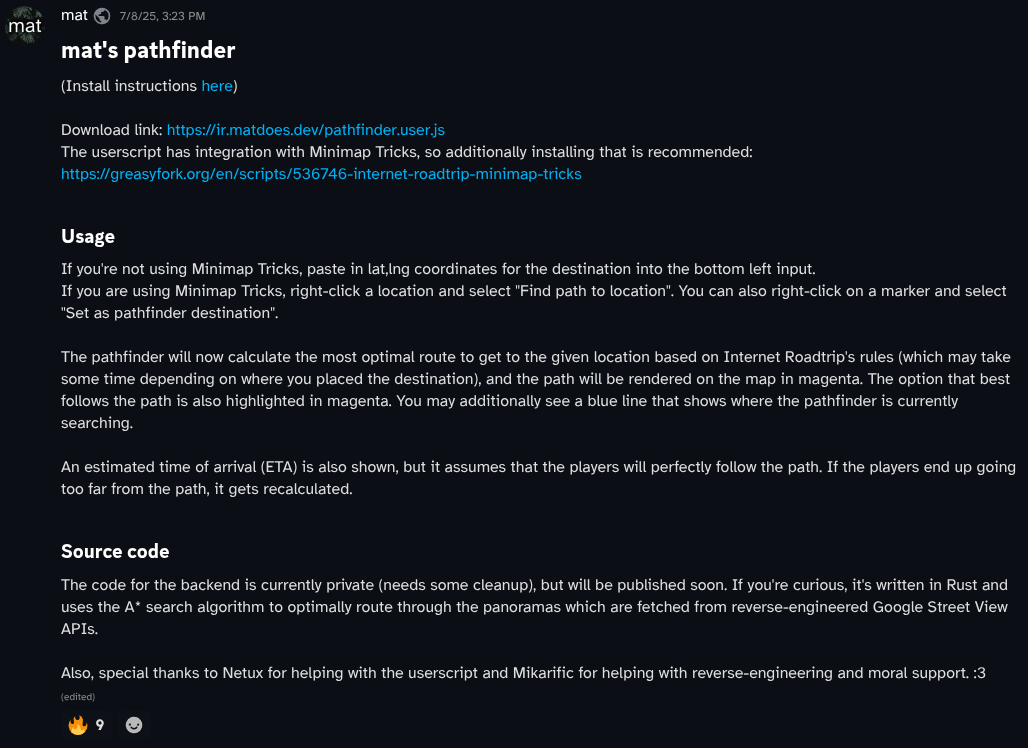 mat
mat 7/8/25, 3:23 PM
mat's pathfinder
(Install instructions here)
Download link: https://ir.matdoes.dev/pathfinder.user.js
The userscript has integration with Minimap Tricks, so additionally installing that is recommended:
https://greasyfork.org/en/scripts/536746-internet-roadtrip-minimap-tricks
Usage
If you're not using Minimap Tricks, paste in lat,lng coordinates for the destination into the bottom left input.
If you are using Minimap Tricks, right-click a location and select "Find path to location". You can also right-click on a marker and select
"Set as pathfinder destination".
The pathfinder will now calculate the most optimal route to get to the given location based on Internet Roadtrip's rules (which may take
some time depending on where you placed the destination), and the path will be rendered on the map in magenta. The option that best
follows the path is also highlighted in magenta. You may additionally see a blue line that shows where the pathfinder is currently
searching.
An estimated time of arrival (ETA) is also shown, but it assumes that the players will perfectly follow the path. If the players end up going
too far from the path, it gets recalculated.
Source code
The code for the backend is currently private (needs some cleanup), but will be published soon. If you're curious, it's written in Rust and
uses the A* search algorithm to optimally route through the panoramas which are fetched from reverse-engineered Google Street View
APIs.
Also, special thanks to Netux for helping with the userscript and Mikarific for helping with reverse-engineering and moral support. :3
(edited)
9